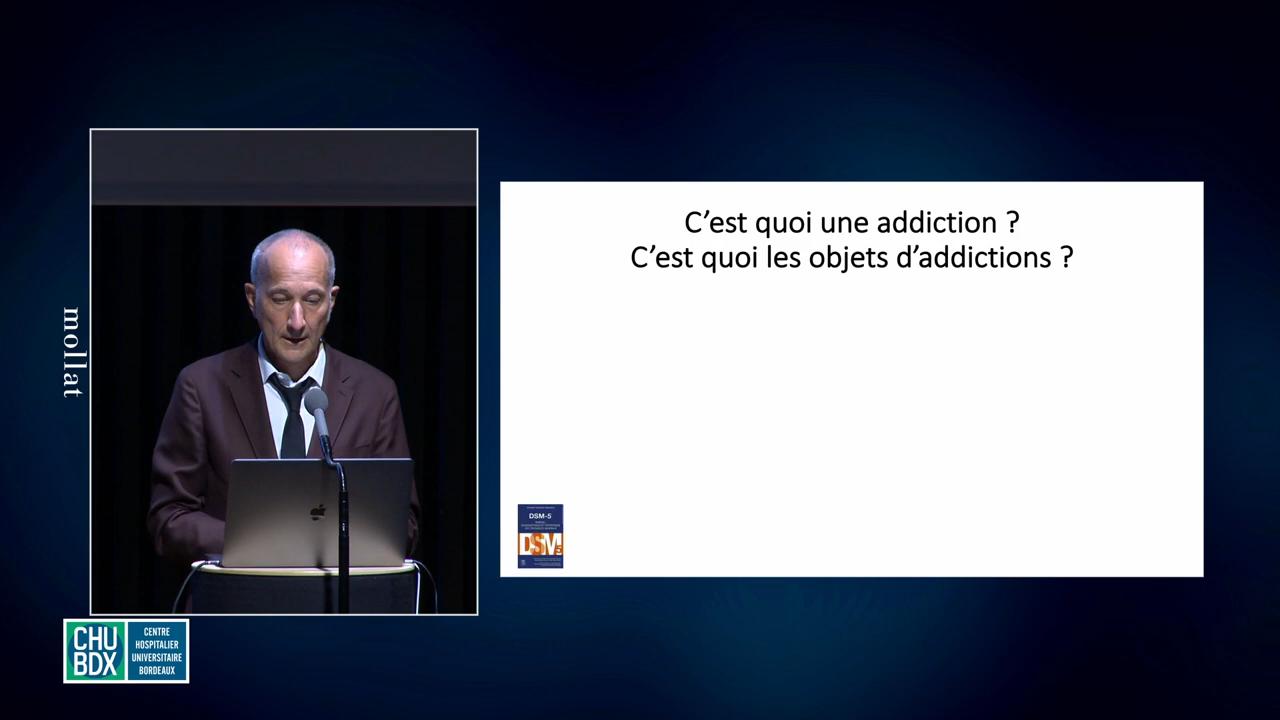 C'est quoi une addiction ?
C'est quoi les objets d'addictions ?
mollat
DSM-5
DSM
5
CHU
BDX
CENTRE
HOSPITALIER
UNIVERSITAIRE
BORDEAUX